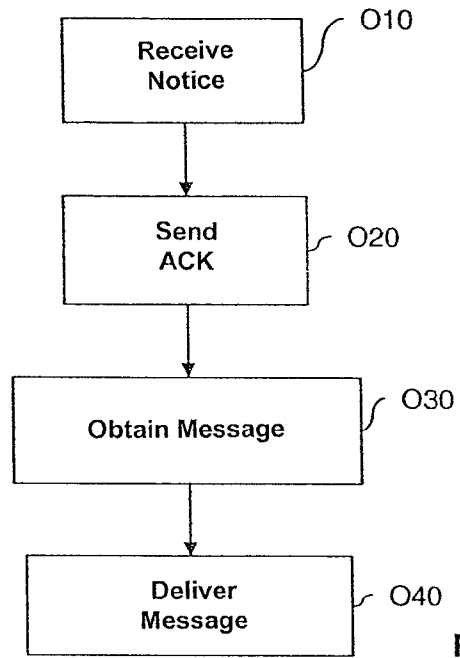 Receive
Notice
O10
Send
ACK
O20
Obtain Message
O30
Deliver
Message
O40